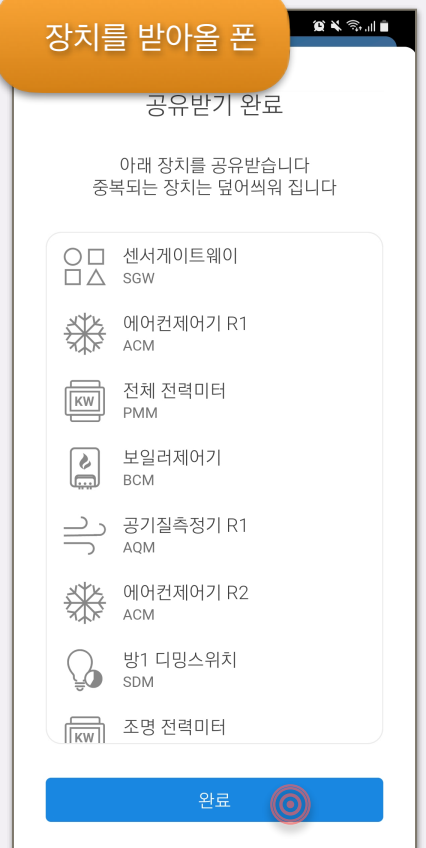 장치를 받아올 폰
공유받기 완료
아래 장치를 공유받습니다
중복되는 장치는 덮어씌워 집니다
센서게이트웨이
SGW
에어컨제어기 R1
ACM
KW
전체 전력미터
PMM
보일러제어기
BCM
공기질측정기 R1
AQM
에어컨제어기 R2
ACM
방1 디밍스위치
SDM
KW
조명 전력미터
완료